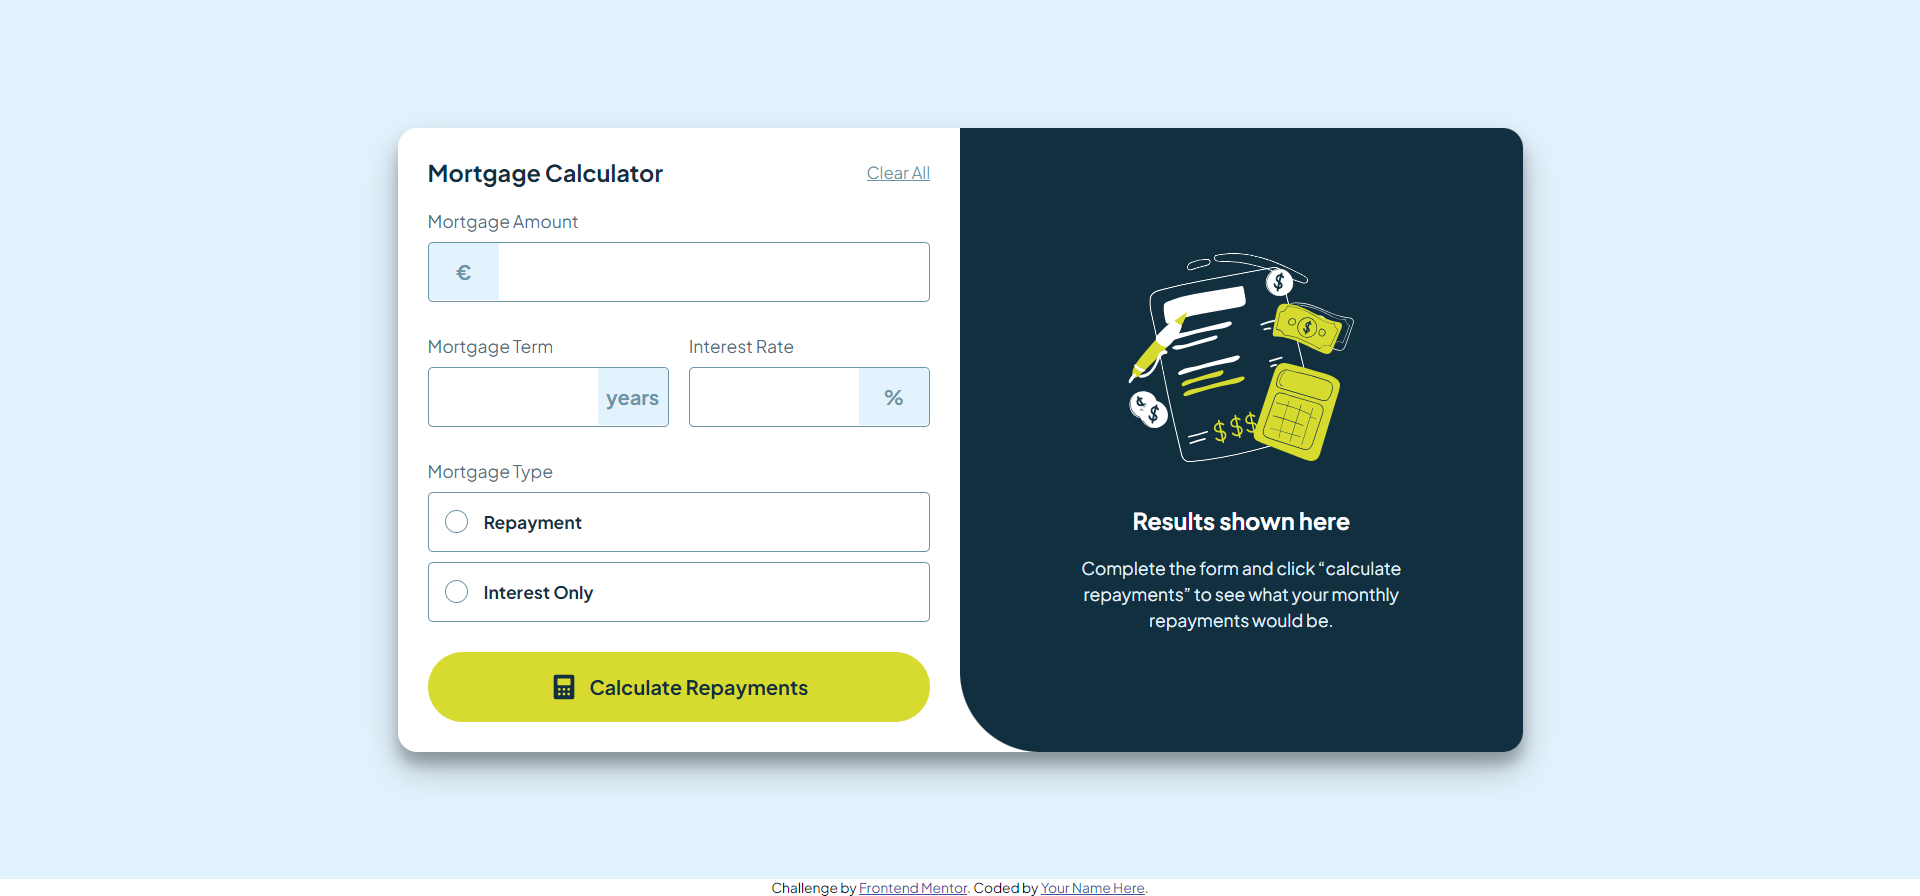 Mortgage Calculator
Clear All
Mortgage Amount
€
Mortgage Term
Interest Rate
years
%
Mortgage Type
Repayment
Interest Only
Calculate Repayments
$
$
$
$
$$$
Results shown here
Complete the form and click “calculate
repayments” to see what your monthly
repayments would be.
Challenge by Frontend Mentor. Coded by Your Name Here.